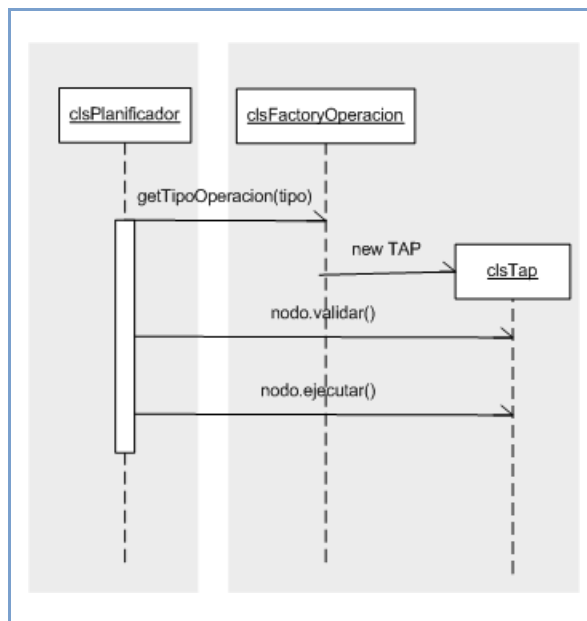 clsPlanificador
clsFactoryOperacion
getTipoOperacion(tipo)
new TAP
clsTap
nodo.validar()
nodo.ejecutar()